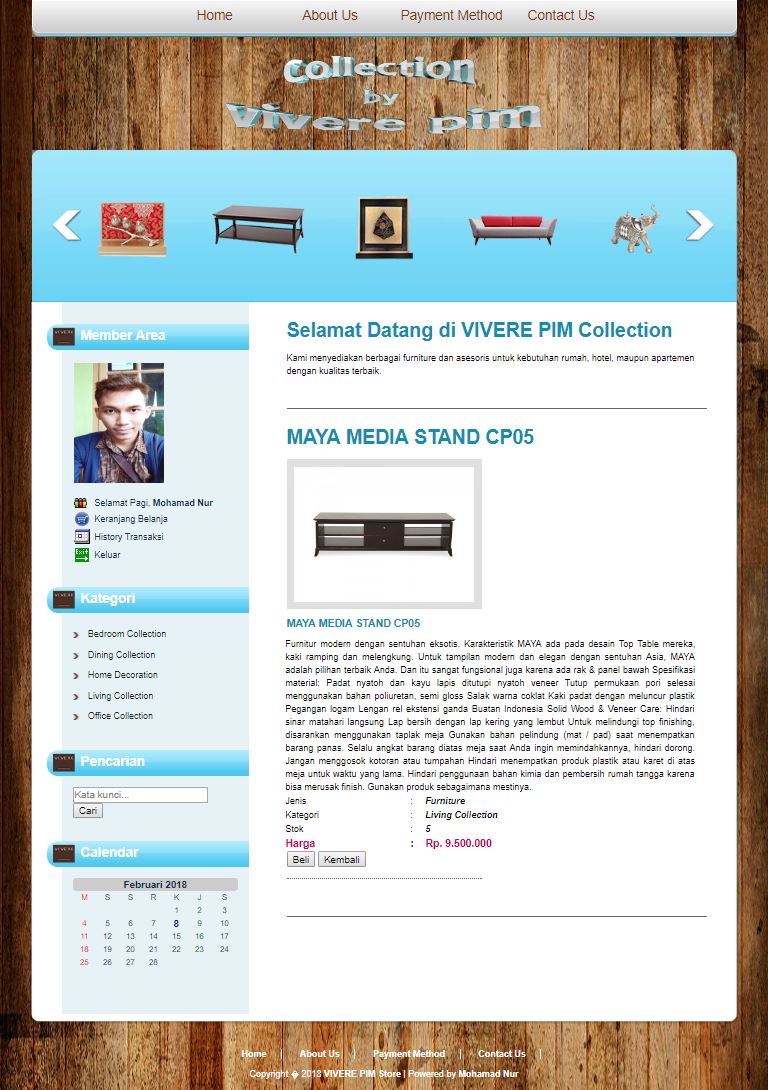 Home About Us Payment Method Contact Us
Collection
by
Vivere pim
VIVERE
Member Area
Selamat Pagi, Mohamad Nur
Keranjang Belanja
History Transaksi
Exit Keluar
VIVERE
Kategori
Bedroom Collection
Dining Collection
Home Decoration
Living Collection
Office Collection
VIVERE
Pencarian
Kata kunci...
Cari
VIVERE
Calendar
Februari 2018
M S S R K J S
1 2 3
4 5 6 7 8 9 10
11 12 13 14 15 16 17
18 19 20 21 22 23 24
25 26 27 28
Selamat Datang di VIVERE PIM Collection
Kami menyediakan berbagai furniture dan asesoris untuk kebutuhan rumah, hotel, maupun apartemen
dengan kualitas terbaik.
MAYA MEDIA STAND CP05
MAYA MEDIA STAND CP05
Furnitur modern dengan sentuhan eksotis. Karakteristik MAYA ada pada desain Top Table mereka,
kaki ramping dan melengkung. Untuk tampilan modern dan elegan dengan sentuhan Asia, MAYA
adalah pilihan terbaik Anda. Dan itu sangat fungsional juga karena ada rak & panel bawah Spesifikasi
material: Padat nyatoh dan kayu lapis ditutupi nyatoh veneer Tutup permukaan pori selesai
menggunakan bahan poliuretan, semi gloss Salak warna coklat Kaki padat dengan meluncur plastik
Pegangan logam Lengan rel ekstensi ganda Buatan Indonesia Solid Wood & Veneer Care: Hindari
sinar matahari langsung Lap bersih dengan lap kering yang lembut Untuk melindungi top finishing,
disarankan menggunakan taplak meja Gunakan bahan pelindung (mat / pad) saat menempatkan
barang panas. Selalu angkat barang diatas meja saat Anda ingin memindahkannya, hindari dorong.
Jangan menggosok kotoran atau tumpahan Hindari menempatkan produk plastik atau karet di atas
meja untuk waktu yang lama. Hindari penggunaan bahan kimia dan pembersih rumah tangga karena
bisa merusak finish. Gunakan produk sebagaimana mestinya.
Jenis : Furniture
Kategori : Living Collection
Stok : 5
Harga : Rp. 9.500.000
Beli Kembali
Home | About Us | Payment Method | Contact Us |
Copyright � 2018 VIVERE PIM Store | Powered by Mohamad Nur